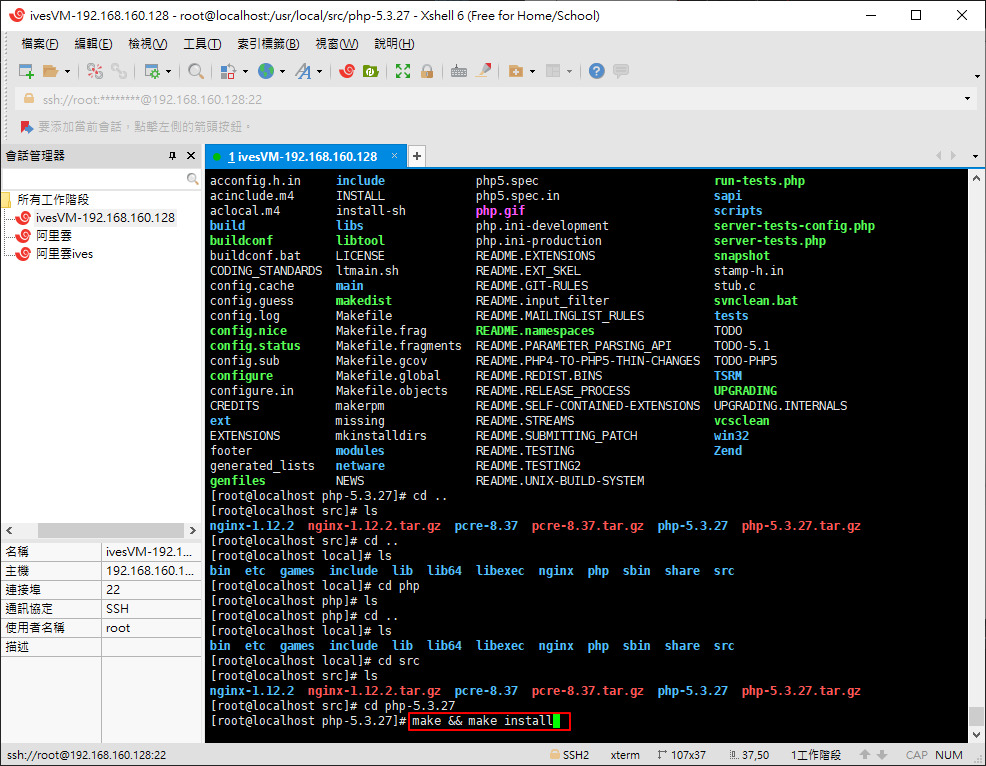 ivesVM-192.168.160.128 - root@localhost:/usr/local/src/php-5.3.27 - Xshell 6 (Free for Home/School)
檔案(F) 編輯(E) 檢視(V) 工具(T) 索引標籤(B) 視窗(W) 說明(H)
ssh://root:********@192.168.160.128:22
要添加當前會話，點擊左側的箭頭按鈕。
會話管理器
所有工作階段
ivesVM-192.168.160.128
阿里雲
阿里雲ives
名稱 ivesVM-192.1...
主機 192.168.160.1...
連接埠 22
通訊協定 SSH
使用者名稱 root
描述
1 ivesVM-192.168.160.128 × +
acconfig.h.in include php5.spec run-tests.php
acinclude.m4 INSTALL php5.spec.in sapi
aclocal.m4 install-sh php.gif scripts
build libs php.ini-development server-tests-config.php
buildconf libtool php.ini-production server-tests.php
buildconf.bat LICENSE README.EXTENSIONS snapshot
CODING_STANDARDS ltmain.sh README.EXT_SKEL stamp-h.in
config.cache main README.GIT-RULES stub.c
config.guess makedist README.input_filter svnclean.bat
config.log Makefile README.MAILINGLIST_RULES tests
config.nice Makefile.frag README.namespaces TODO
config.status Makefile.fragments README.PARAMETER_PARSING_API TODO-5.1
config.sub Makefile.gcov README.PHP4-TO-PHP5-THIN-CHANGES TODO-PHP5
configure Makefile.global README.REDIST.BINS TSRM
configure.in Makefile.objects README.RELEASE_PROCESS UPGRADING
CREDITS makerpm README.SELF-CONTAINED-EXTENSIONS UPGRADING.INTERNALS
ext missing README.STREAMS vcsclean
EXTENSIONS mkinstalldirs README.SUBMITTING_PATCH win32
footer modules README.TESTING Zend
generated_lists netware README.TESTING2
genfiles NEWS README.UNIX-BUILD-SYSTEM
[root@localhost php-5.3.27]# cd ..
[root@localhost src]# ls
nginx-1.12.2 nginx-1.12.2.tar.gz pcre-8.37 pcre-8.37.tar.gz php-5.3.27 php-5.3.27.tar.gz
[root@localhost src]# cd ..
[root@localhost local]# ls
bin etc games include lib lib64 libexec nginx php sbin share src
[root@localhost local]# cd php
[root@localhost php]# ls
[root@localhost php]# cd ..
[root@localhost local]# ls
bin etc games include lib lib64 libexec nginx php sbin share src
[root@localhost local]# cd src
[root@localhost src]# ls
nginx-1.12.2 nginx-1.12.2.tar.gz pcre-8.37 pcre-8.37.tar.gz php-5.3.27 php-5.3.27.tar.gz
[root@localhost src]# cd php-5.3.27
[root@localhost php-5.3.27]# make && make install
ssh://root@192.168.160.128:22 SSH2 xterm 107x37 37,50 1工作階段 CAP NUM